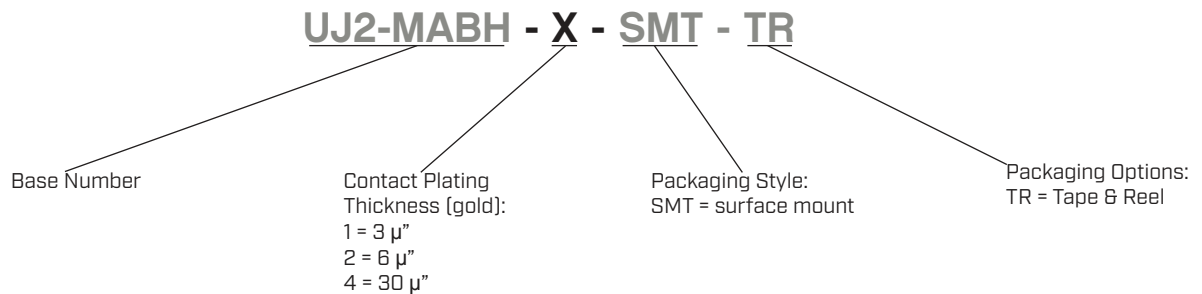 UJ2-MABH - X - SMT - TR
Base Number
Contact Plating
Thickness (gold):
1 = 3 µ”
2 = 6 µ”
4 = 30 µ”
Packaging Style:
SMT = surface mount
Packaging Options:
TR = Tape & Reel